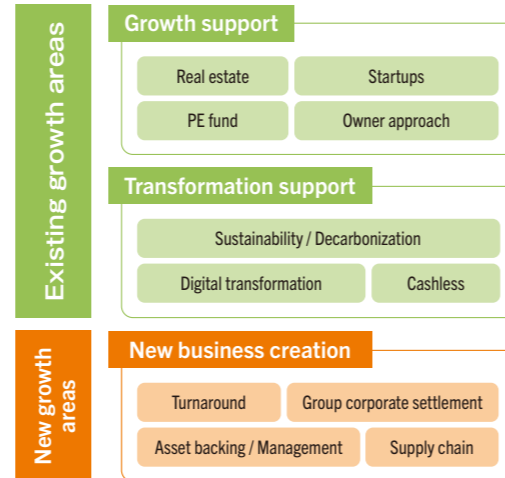 Existing growth areas
Growth support
Real estate
Startups
PE fund
Owner approach
Transformation support
Sustainability / Decarbonization
Digital transformation
Cashless
New growth
areas
New business creation
Turnaround
Group corporate settlement
Asset backing / Management
Supply chain